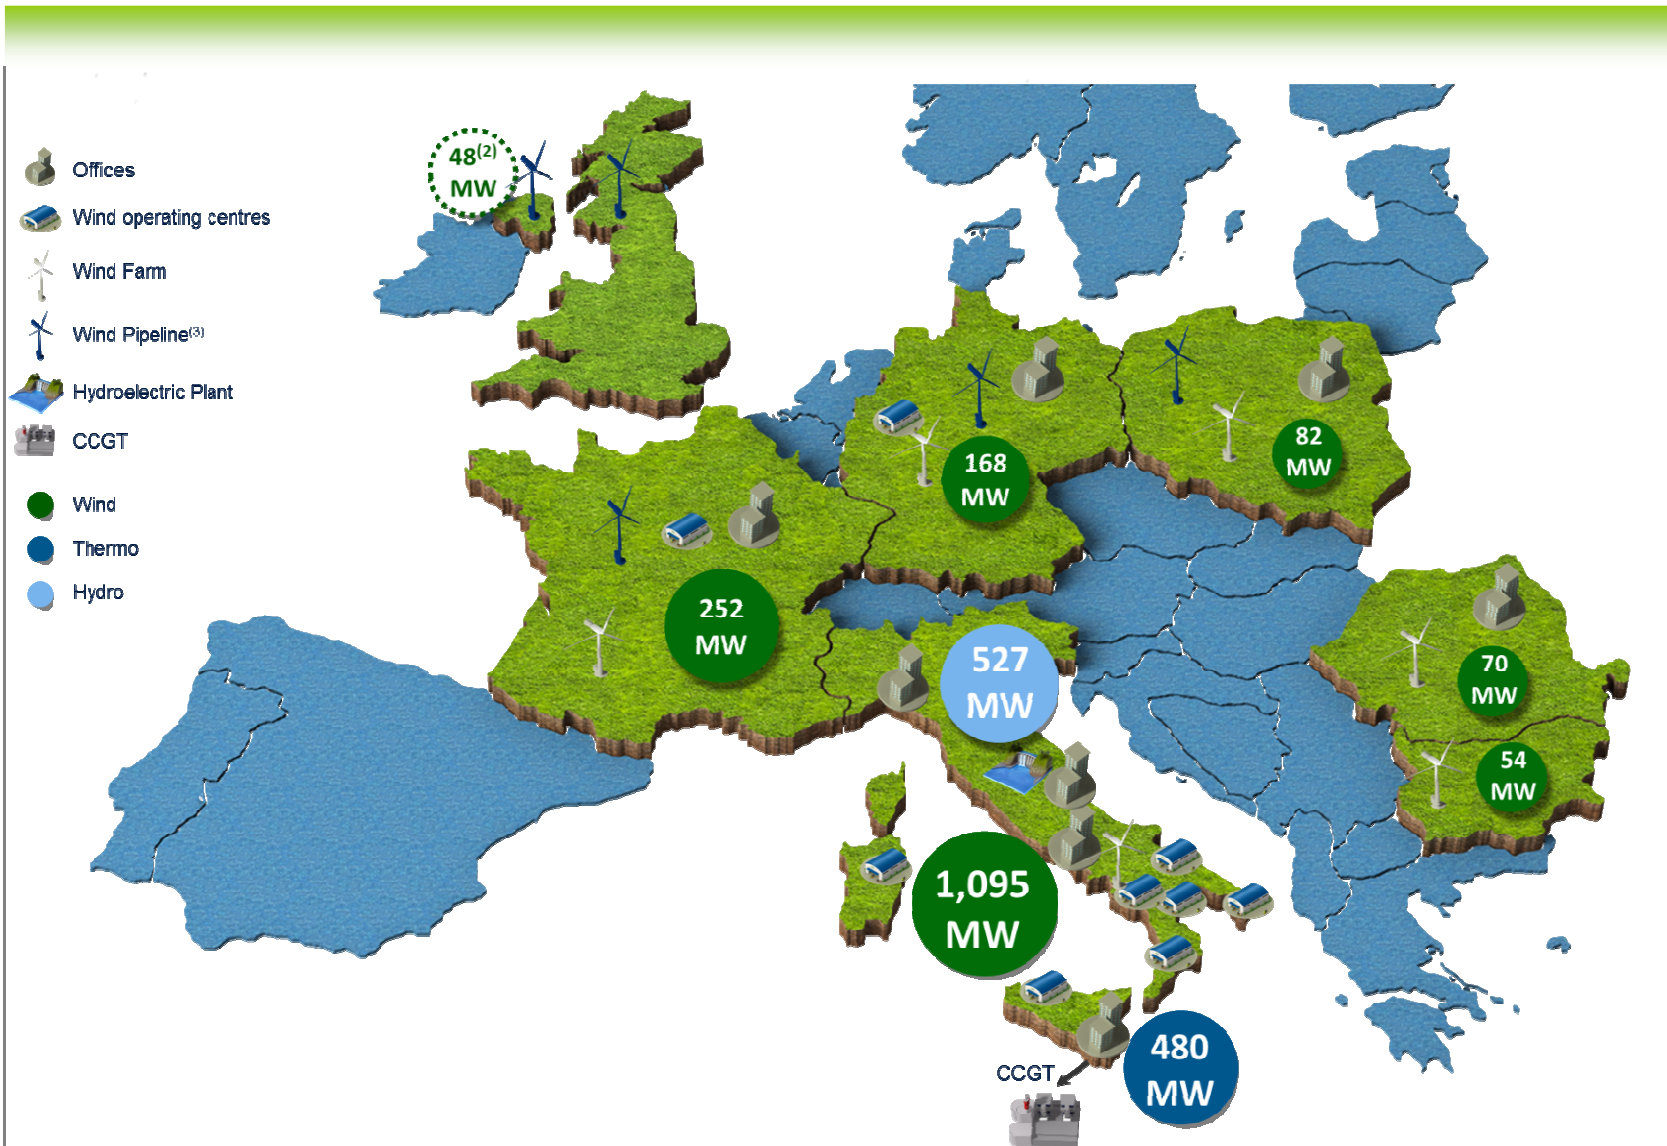 Offices
Wind operating centres
Wind Farm
Wind Pipeline(3)
Hydroelectric Plant
CCGT
Wind
Thermo
Hydro
48(2)
MW
168
MW
82
MW
252
MW
527
MW
70
MW
54
MW
1,095
MW
480
MW
CCGT